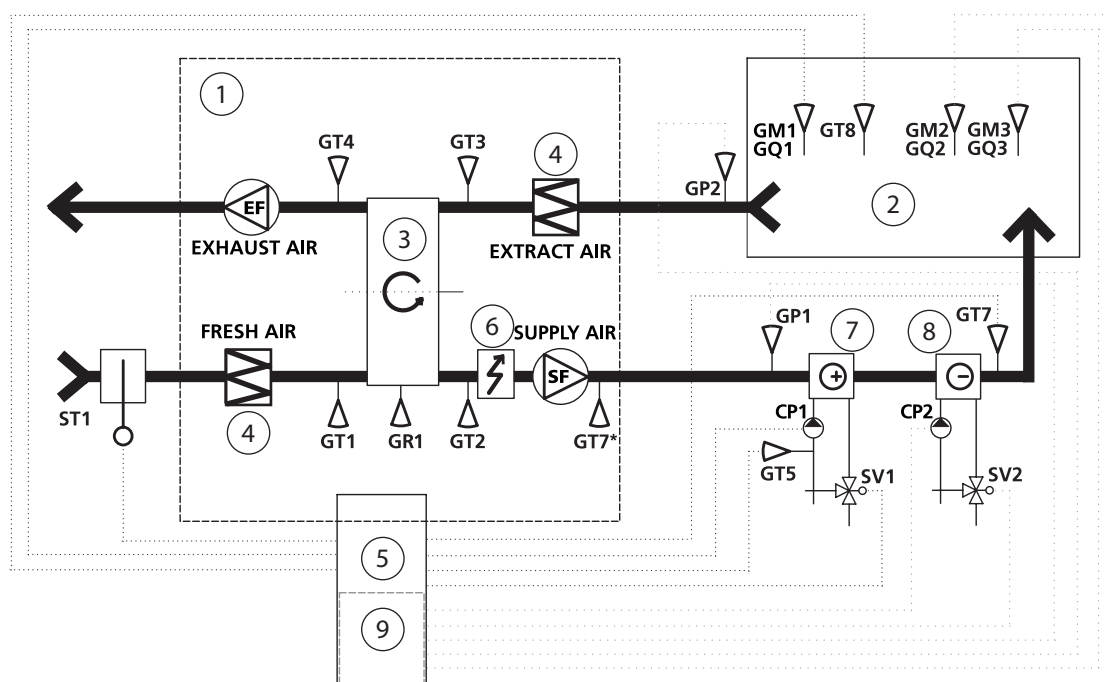 1
GT4
GT3
4
GM1
GQ1
GT8
GM2
GQ2
GM3
GQ3
GP2
2
EF
EXHAUST AIR
3
EXTRACT AIR
FRESH AIR
6
SUPPLY AIR
GP1
7
8
GT7
SF
ST1
4
GT1
GR1
GT2
GT7*
CP1
CP2
GT5
SV1
SV2
5
9